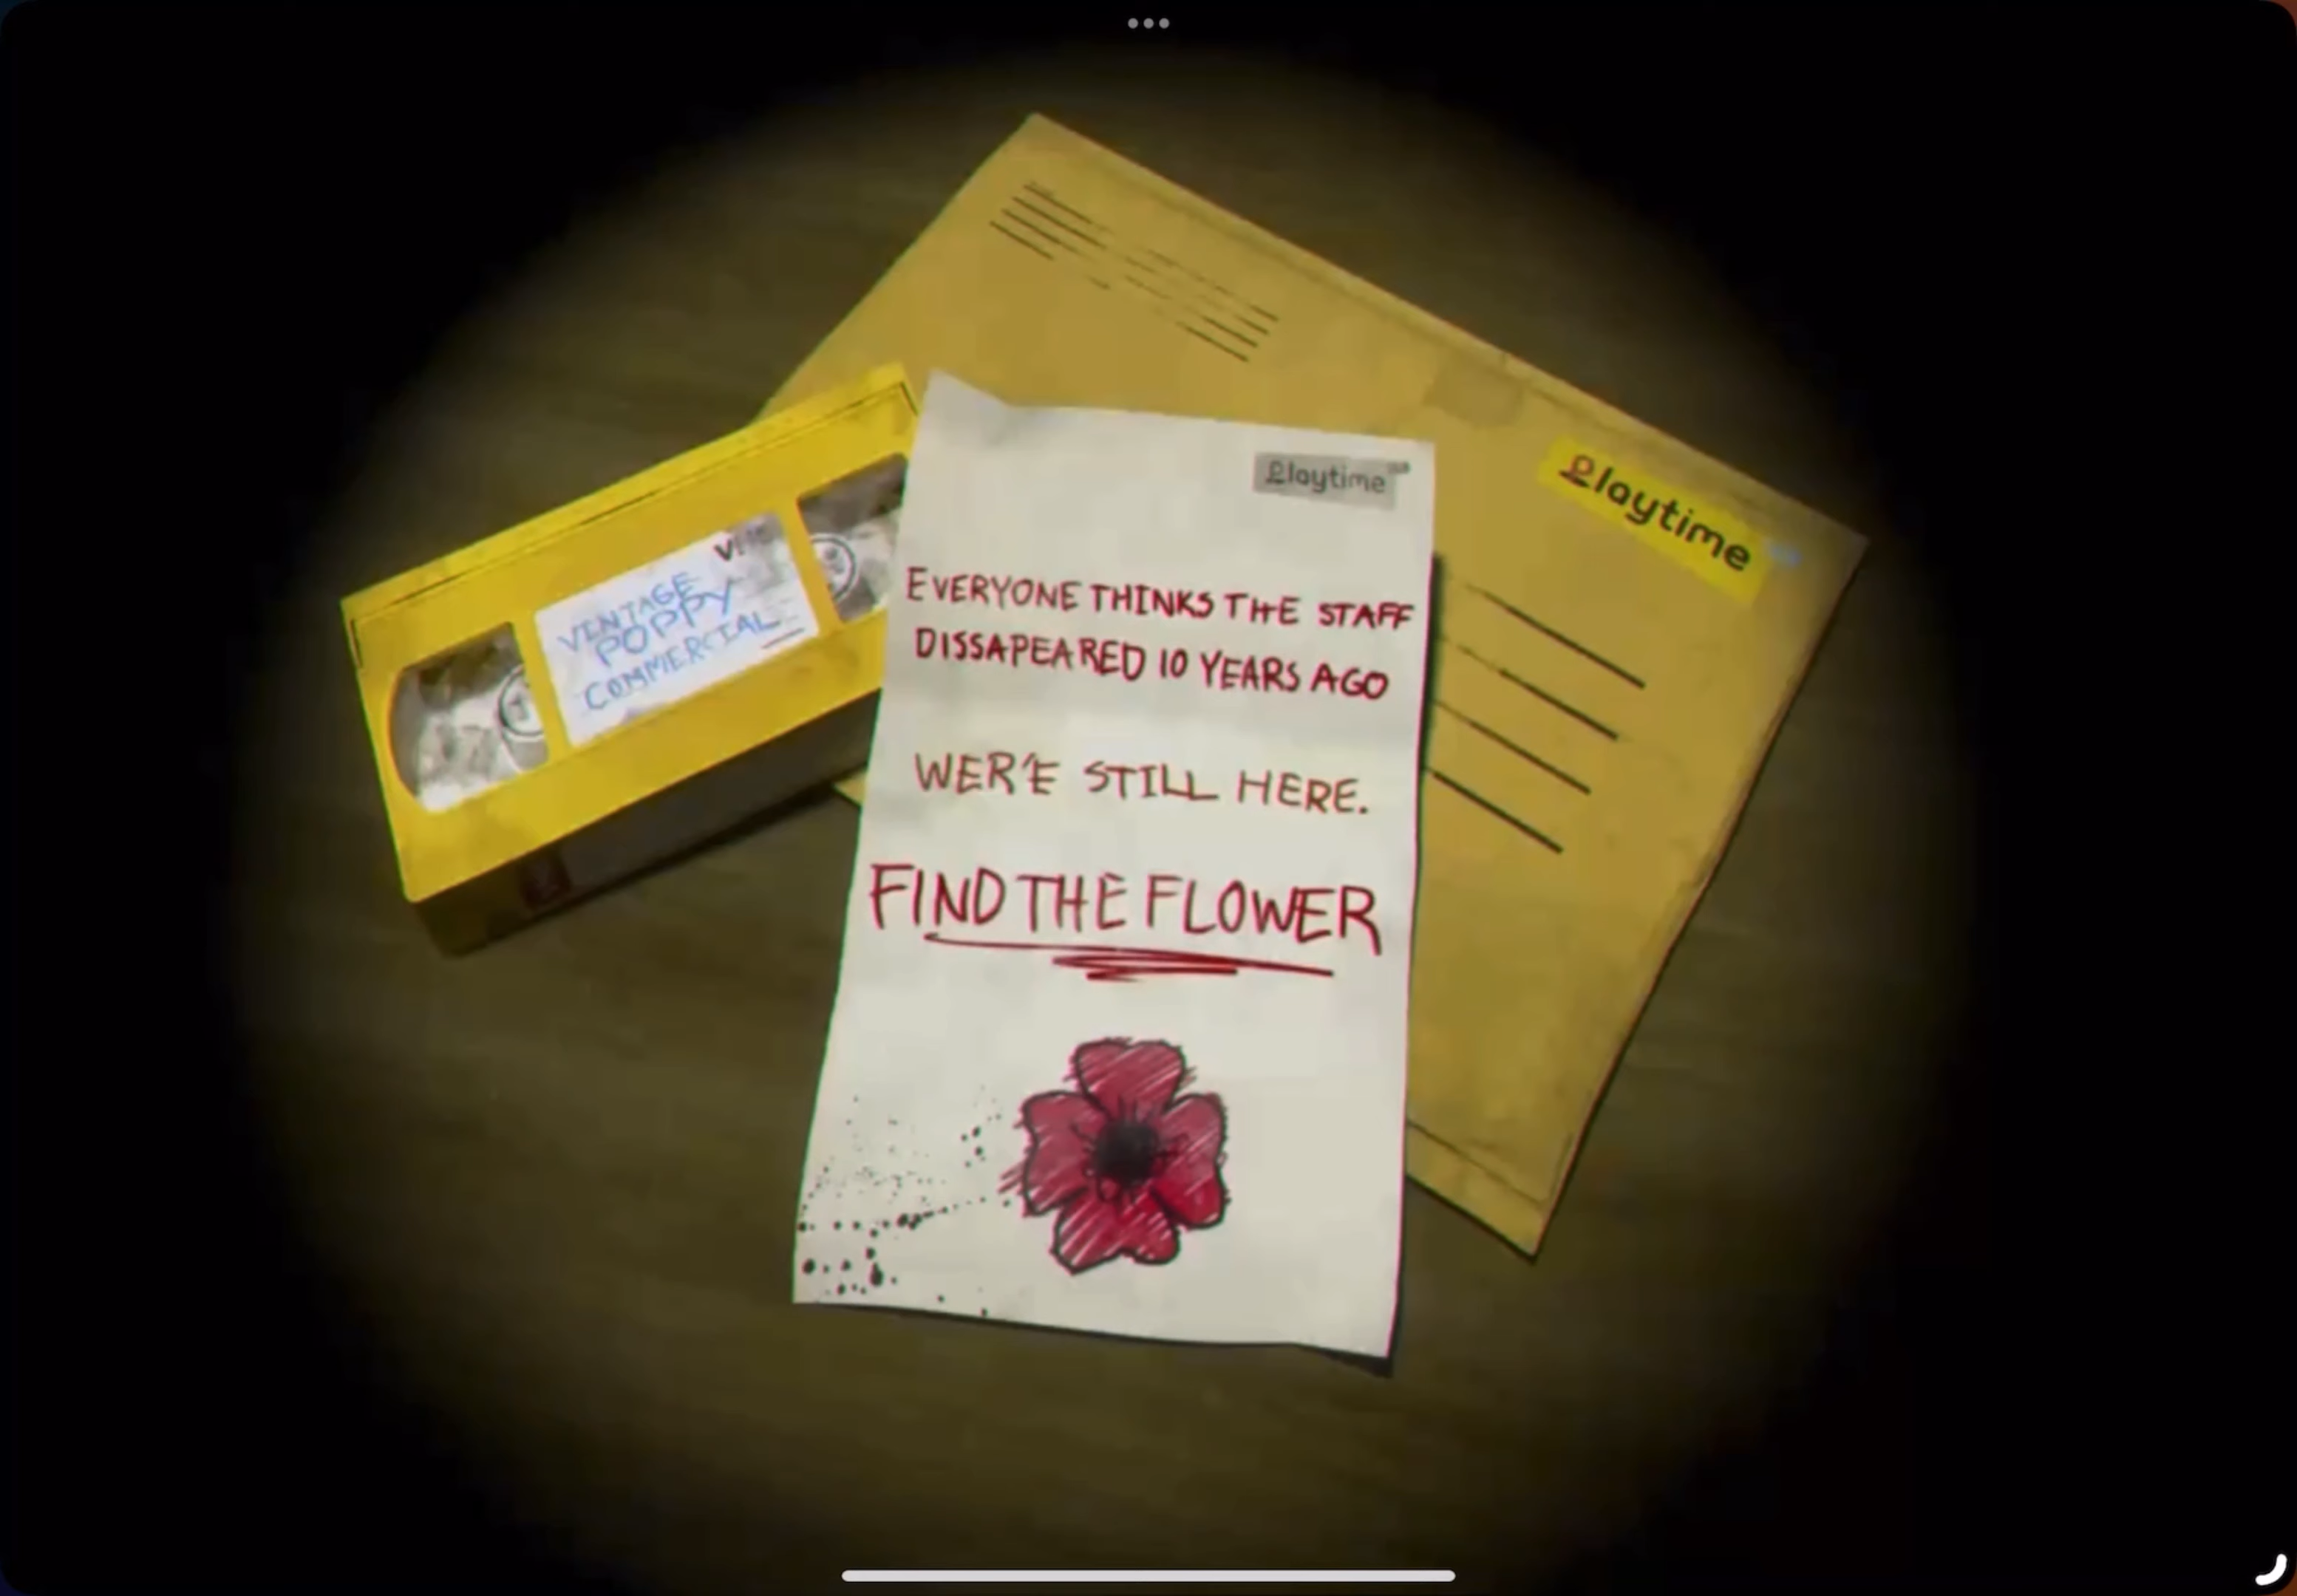 VHS
VINTAGE
POPPY
COMMERCIAL
Playtime
EVERYONE THINKS THE STAFF
DISSAPEARED 10 YEARS AGO
WER'E STILL HERE.
FIND THE FLOWER
Playtime